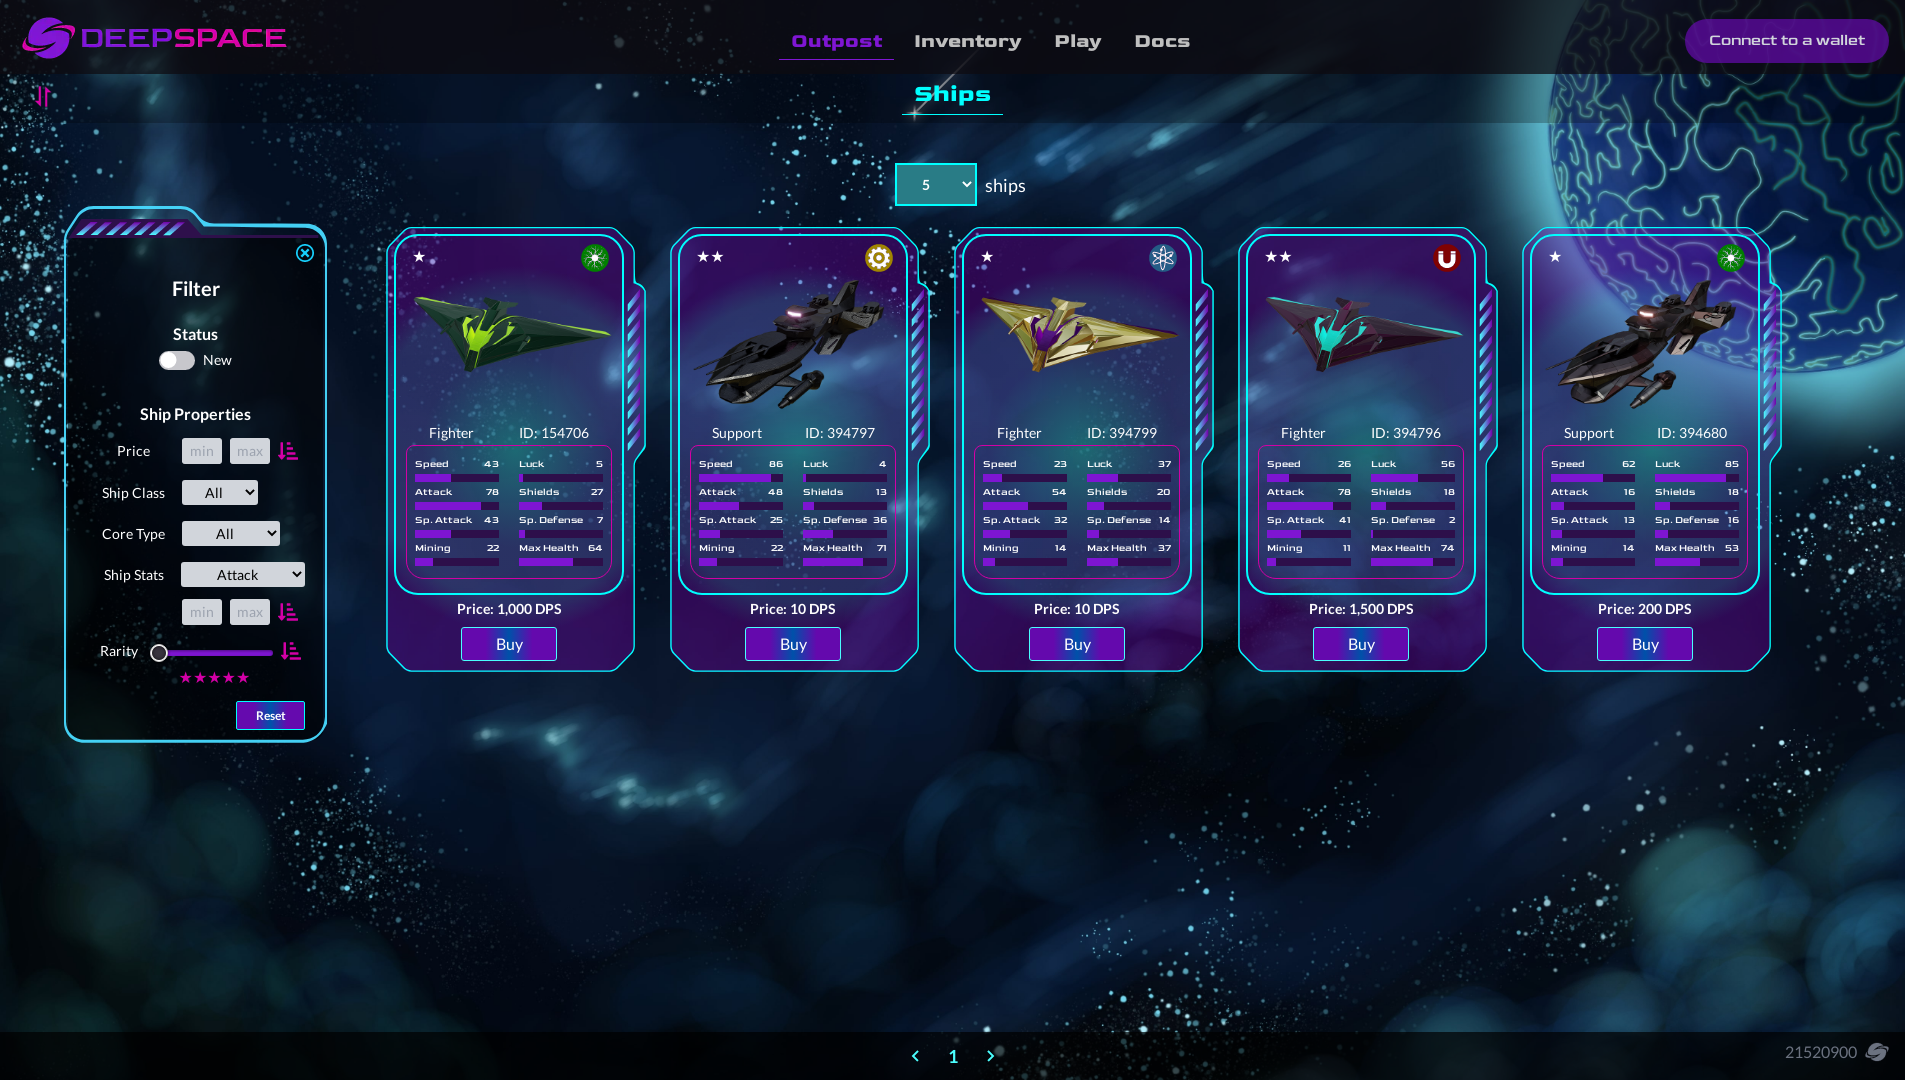 DEEPSPACE
Outpost
Inventory
Play
Docs
Connect to a wallet
Ships
5
ships
Filter
Status
New
Ship Properties
Price
min
max
Ship Class
All
Core Type
All
Ship Stats
Attack
min
max
Rarity
★★★★★
Reset
★
Fighter ID: 154706
Speed 43 Luck 5
Attack 78 Shields 27
Sp. Attack 43 Sp. Defense 7
Mining 22 Max Health 64
Price: 1,000 DPS
Buy
★★
Support ID: 394797
Speed 86 Luck 4
Attack 48 Shields 13
Sp. Attack 25 Sp. Defense 36
Mining 22 Max Health 71
Price: 10 DPS
Buy
★
Fighter ID: 394799
Speed 23 Luck 37
Attack 54 Shields 20
Sp. Attack 32 Sp. Defense 14
Mining 14 Max Health 37
Price: 10 DPS
Buy
★★
Fighter ID: 394796
Speed 26 Luck 56
Attack 78 Shields 18
Sp. Attack 41 Sp. Defense 2
Mining 11 Max Health 74
Price: 1,500 DPS
Buy
★
Support ID: 394680
Speed 62 Luck 85
Attack 16 Shields 18
Sp. Attack 13 Sp. Defense 16
Mining 14 Max Health 53
Price: 200 DPS
Buy
1
21520900